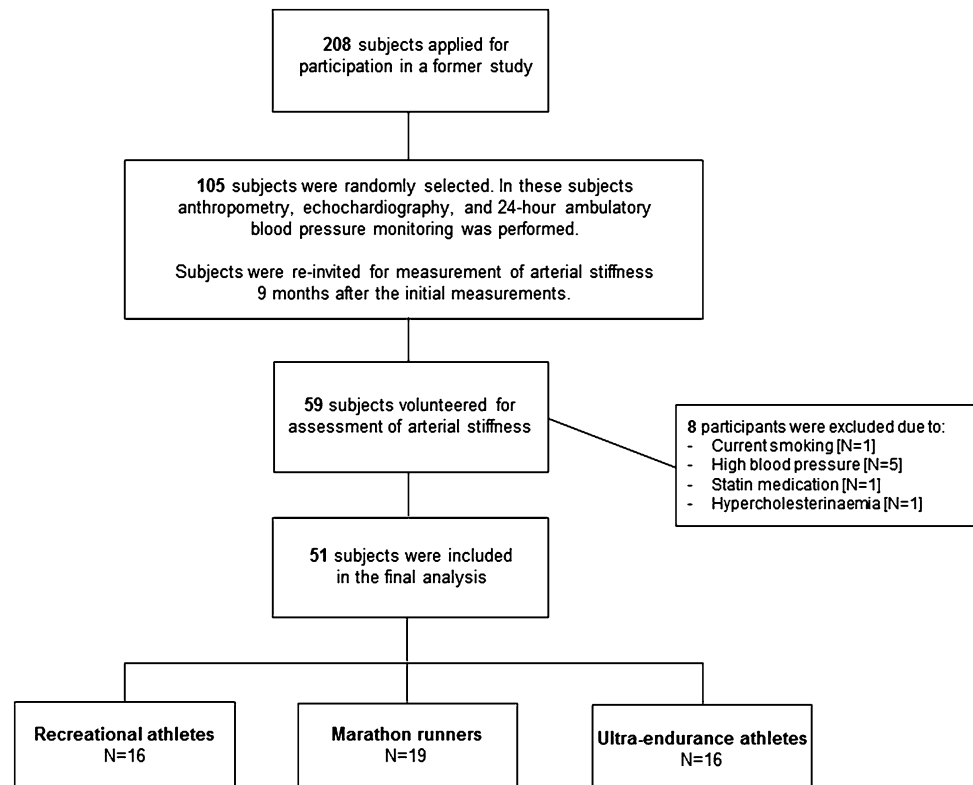 208 subjects applied for
participation in a former study
105 subjects were randomly selected. In these subjects
anthropometry, echochardiography, and 24-hour ambulatory
blood pressure monitoring was performed.
Subjects were re-invited for measurement of arterial stiffness
9 months after the initial measurements.
59 subjects volunteered for
assessment of arterial stiffness
8 participants were excluded due to:
- Current smoking [N=1]
- High blood pressure [N=5]
- Statin medication [N=1]
- Hypercholesterinaemia [N=1]
51 subjects were included
in the final analysis
Recreational athletes
N=16
Marathon runners
N=19
Ultra-endurance athletes
N=16